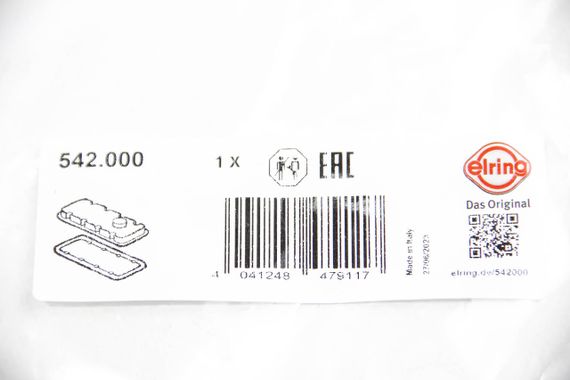 542.000
1 X
EAC
elring
Das Original
4 041248 479117
Made in Italy
27/06/2023
elring.de/542000